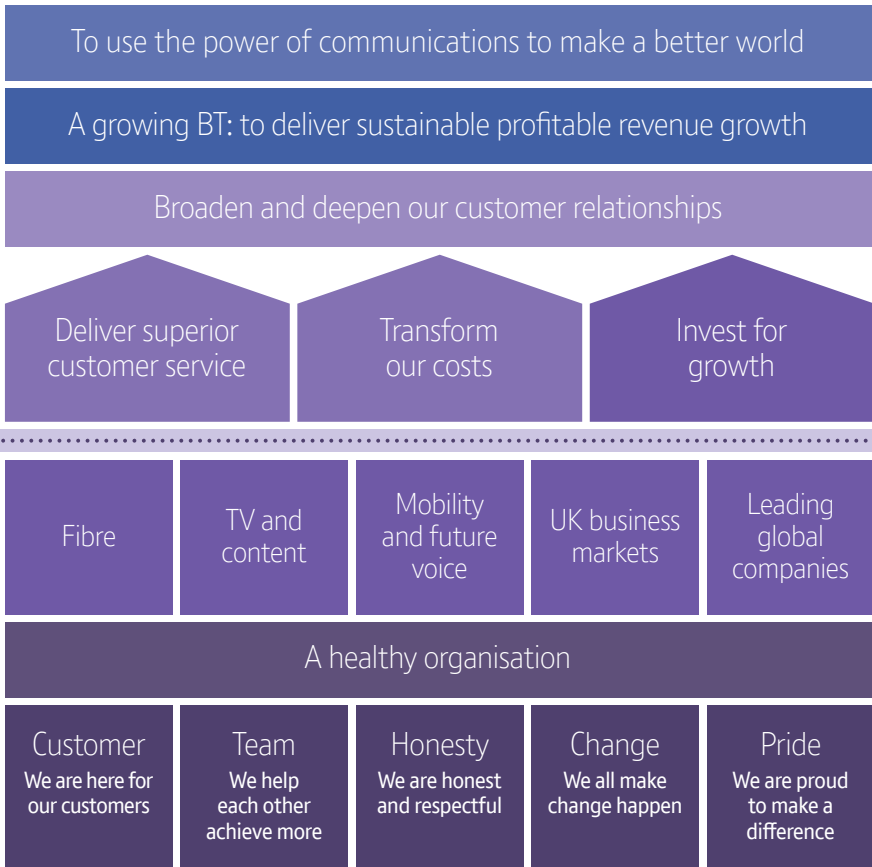 To use the power of communications to make a better world
A growing BT: to deliver sustainable profitable revenue growth
Broaden and deepen our customer relationships
Deliver superior
customer service
Transform
our costs
Invest for
growth
Fibre
TV and
content
Mobility
and future
voice
UK business
markets
Leading
global
companies
A healthy organisation
Customer
We are here for
our customers
Team
We help
each other
achieve more
Honesty
We are honest
and respectful
Change
We all make
change happen
Pride
We are proud
to make a
difference